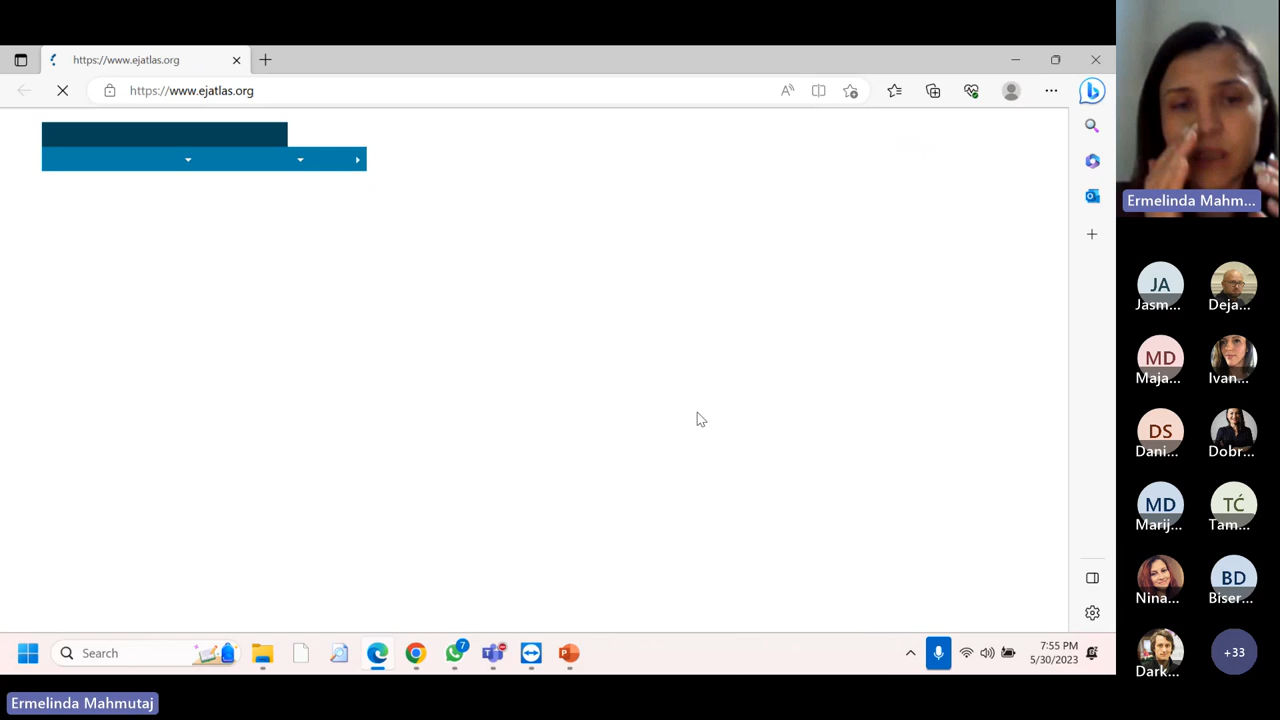 https://www.ejatlas.org
https://www.ejatlas.org
Ermelinda Mahm...
JA
Jasm...
Deja...
MD
Maja...
Ivan...
DS
Dani...
Dobr...
MD
Marij...
TĆ
Tam...
Nina...
BD
Biser...
Dark...
+33
Search
7
7:55 PM
5/30/2023
Ermelinda Mahmutaj